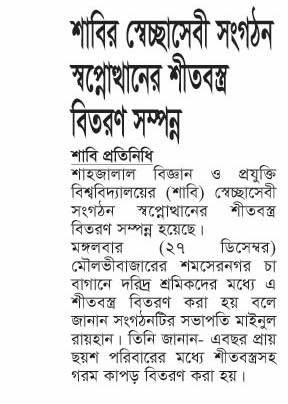 শাবির স্বেচ্ছাসেবী সংগঠন
স্বপ্নোত্থানের শীতবস্ত্র
বিতরণ সম্পন্ন
শাবি প্রতিনিধি
শাহজালাল বিজ্ঞান ও প্রযুক্তি
বিশ্ববিদ্যালয়ের (শাবি) স্বেচ্ছাসেবী
সংগঠন স্বপ্নোত্থানের শীতবস্ত্র
বিতরণ সম্পন্ন হয়েছে।
মঙ্গলবার (২৭ ডিসেম্বর)
মৌলভীবাজারের শমসেরনগর চা
বাগানে দরিদ্র শ্রমিকদের মধ্যে এ
শীতবস্ত্র বিতরণ করা হয় বলে
জানান সংগঠনটির সভাপতি মাইনুল
রায়হান। তিনি জানান- এবছর প্রায়
ছয়শ পরিবারের মধ্যে শীতবস্ত্রসহ
গরম কাপড় বিতরণ করা হয়।